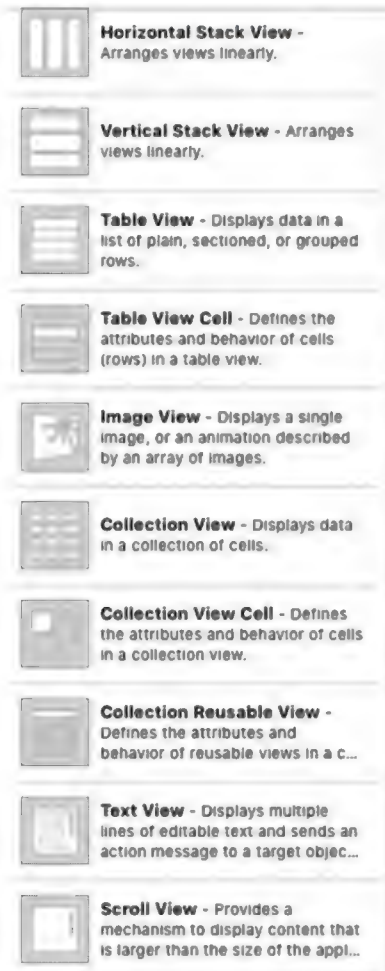 Horizontal Stack View -
Arranges views linearly.
Vertical Stack View - Arranges
views linearly.
Table View - Displays data in a
list of plain, sectioned, or grouped
rows.
Table View Cell - Defines the
attributes and behavior of cells
(rows) in a table view.
Image View - Displays a single
image, or an animation described
by an array of images.
Collection View - Displays data
in a collection of cells.
Collection View Cell - Defines
the attributes and behavior of cells
in a collection view.
Collection Reusable View -
Defines the attributes and
behavior of reusable views in a c...
Text View - Displays multiple
lines of editable text and sends an
action message to a target objec...
Scroll View - Provides a
mechanism to display content that
is larger than the size of the appl...